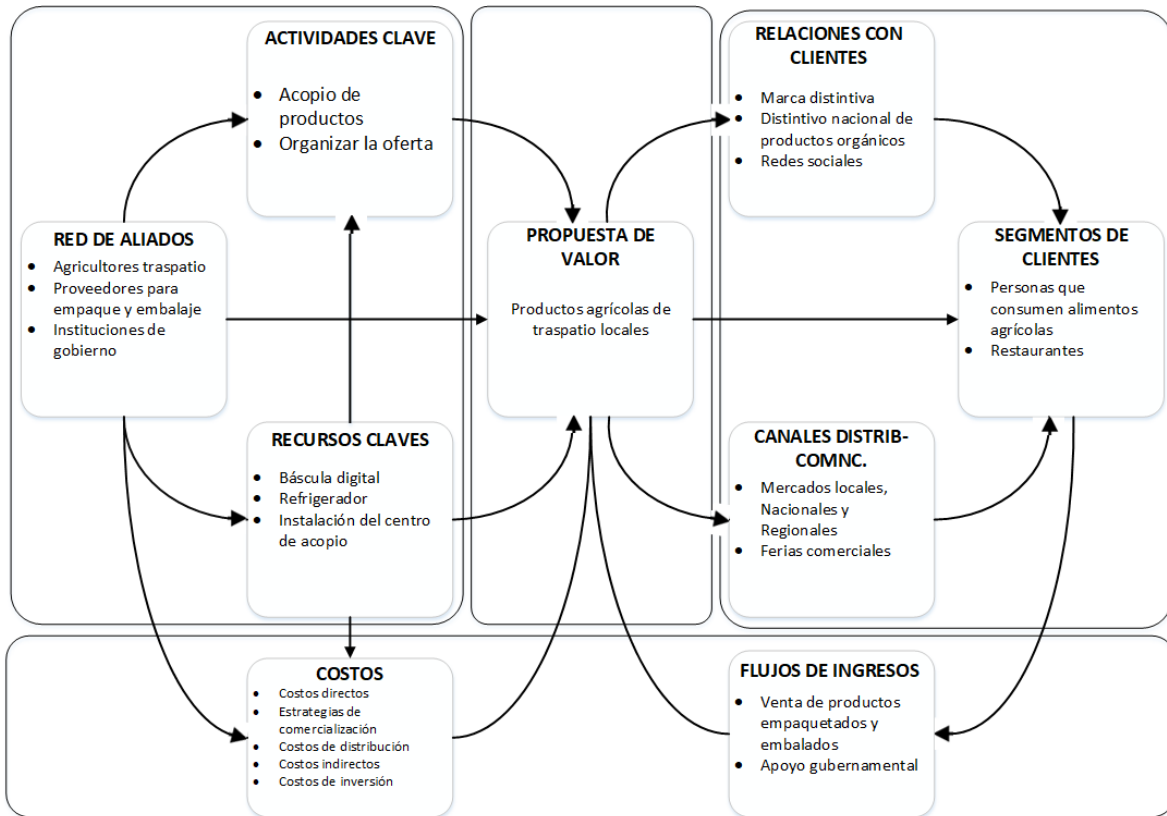 ACTIVIDADES CLAVE
• Acopio de
productos
• Organizar la oferta
RELACIONES CON
CLIENTES
• Marca distintiva
• Distintivo nacional de
productos orgánicos
• Redes sociales
RED DE ALIADOS
• Agricultores traspatio
• Proveedores para
empaque y embalaje
• Instituciones de
gobierno
PROPUESTA DE
VALOR
Productos agrícolas de
traspatio locales
SEGMENTOS DE
CLIENTES
• Personas que
consumen alimentos
agrícolas
• Restaurantes
RECURSOS CLAVES
• Báscula digital
• Refrigerador
• Instalación del centro
de acopio
CANALES DISTRIB-
COMNC.
• Mercados locales,
Nacionales y
Regionales
• Ferias comerciales
COSTOS
• Costos directos
• Estrategias de
comercialización
• Costos de distribución
• Costos indirectos
• Costos de inversión
FLUJOS DE INGRESOS
• Venta de productos
empaquetados y
embalados
• Apoyo gubernamental